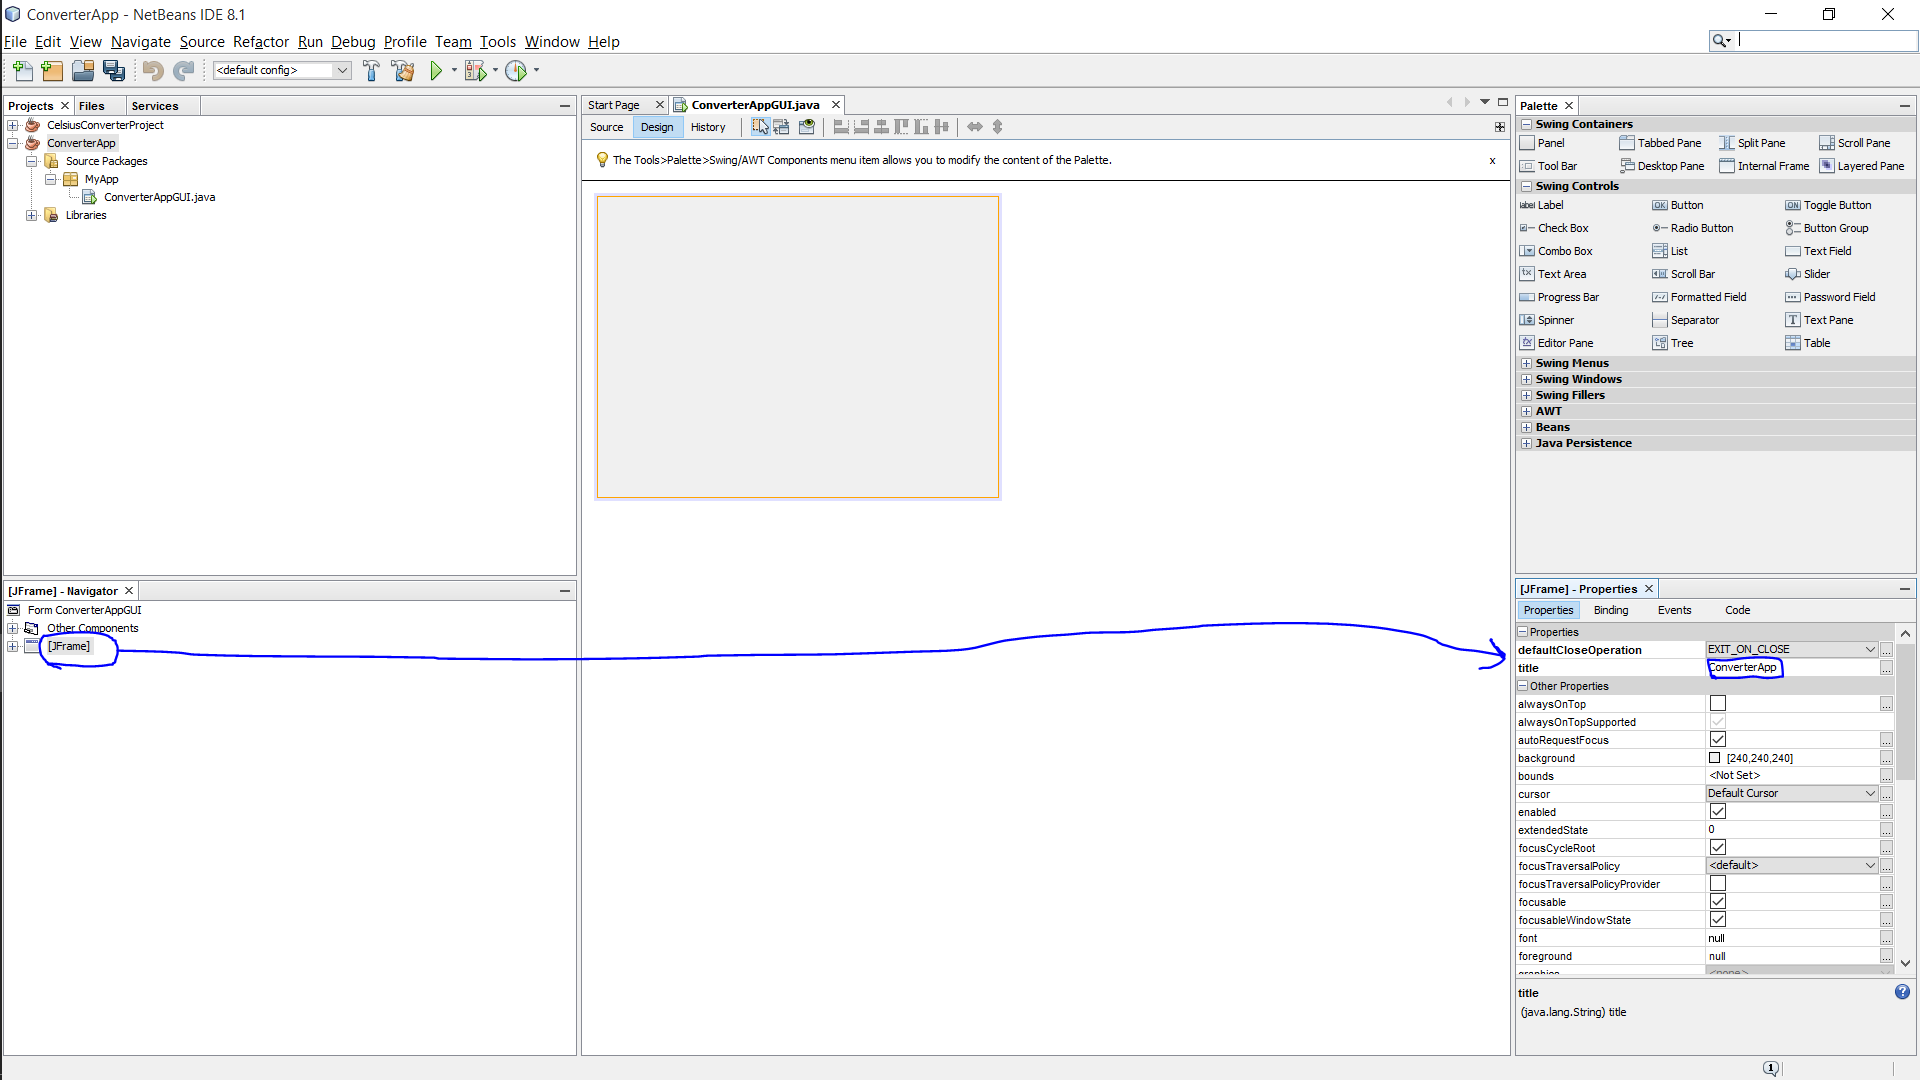 ConverterApp - NetBeans IDE 8.1
File Edit View Navigate Source Refactor Run Debug Profile Team Tools Window Help
<default config>
Projects Files Services
CelsiusConverterProject
ConverterApp
Source Packages
MyApp
ConverterAppGUI.java
Libraries
[JFrame] - Navigator
Form ConverterAppGUI
Other Components
[JFrame]
Start Page ConverterAppGUI.java
Source Design History
The Tools>Palette>Swing/AWT Components menu item allows you to modify the content of the Palette. x
Palette
Swing Containers
Panel Tabbed Pane Split Pane Scroll Pane
Tool Bar Desktop Pane Internal Frame Layered Pane
Swing Controls
label Label OK Button ON Toggle Button
Check Box Radio Button Button Group
Combo Box List Text Field
Text Area Scroll Bar Slider
Progress Bar Formatted Field Password Field
Spinner Separator T Text Pane
Editor Pane Tree Table
Swing Menus
Swing Windows
Swing Fillers
AWT
Beans
Java Persistence
[JFrame] - Properties
Properties Binding Events Code
Properties
defaultCloseOperation EXIT_ON_CLOSE ...
title ConverterApp ...
Other Properties
alwaysOnTop ...
alwaysOnTopSupported
autoRequestFocus ...
background [240,240,240] ...
bounds <Not Set> ...
cursor Default Cursor ...
enabled ...
extendedState 0 ...
focusCycleRoot ...
focusTraversalPolicy <default> ...
focusTraversalPolicyProvider ...
focusable ...
focusableWindowState ...
font null ...
foreground null ...
graphics <none>
title ?
(java.lang.String) title
1